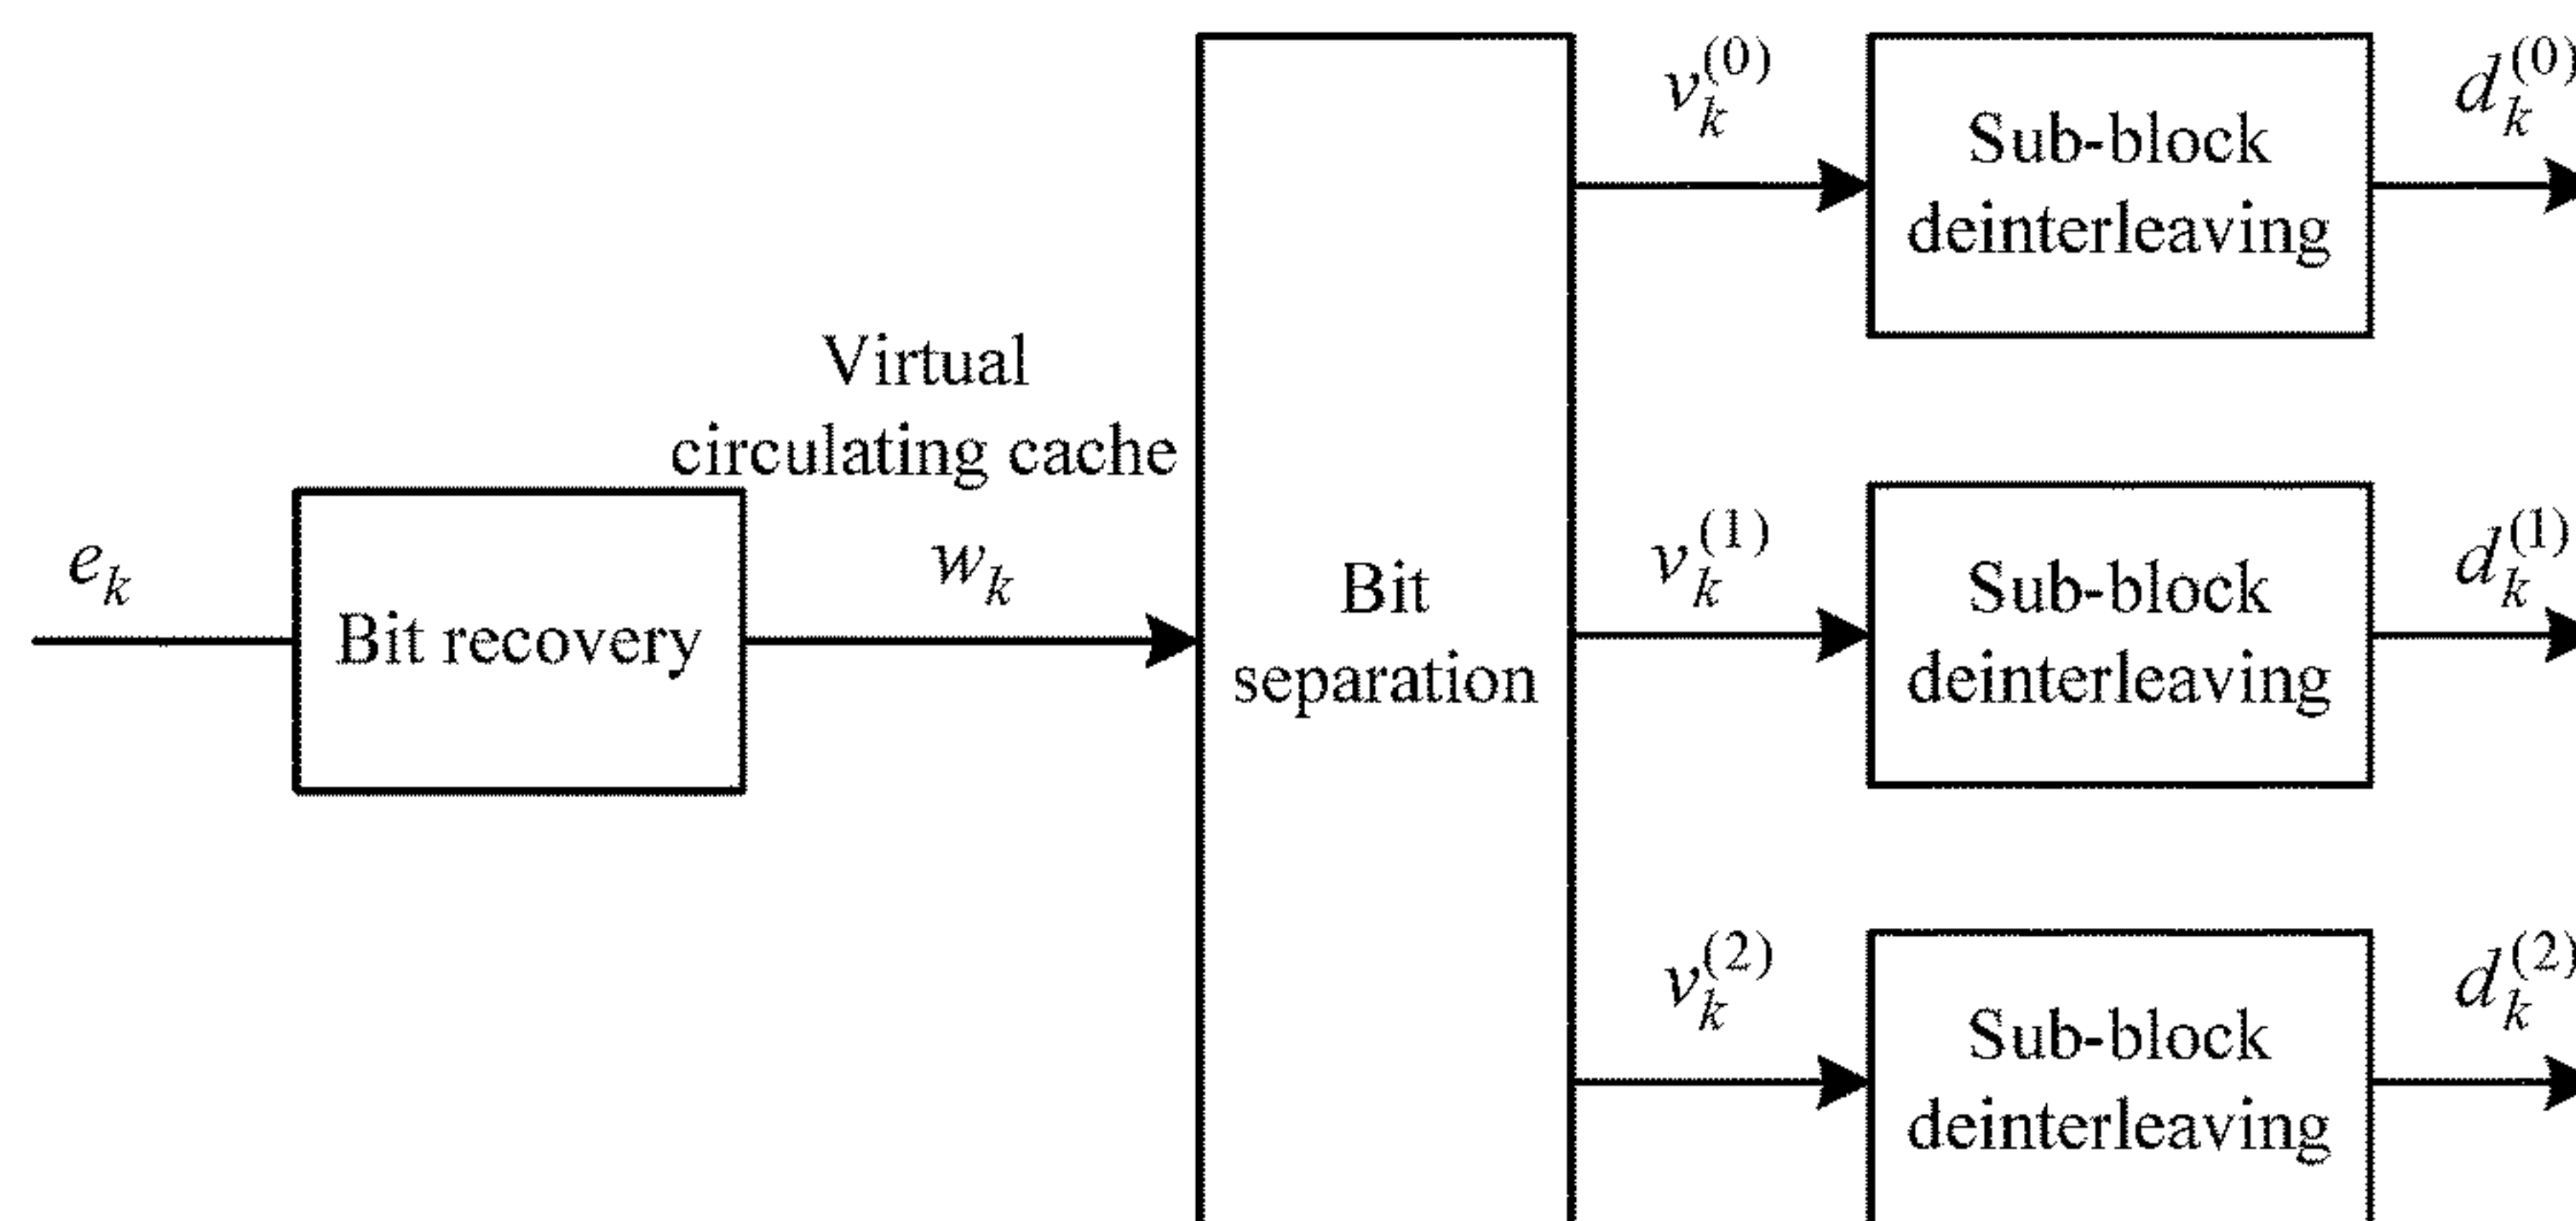 e_k
Bit recovery
Virtual
circulating cache
w_k
Bit
separation
v_k^(0)
Sub-block
deinterleaving
d_k^(0)
v_k^(1)
Sub-block
deinterleaving
d_k^(1)
v_k^(2)
Sub-block
deinterleaving
d_k^(2)